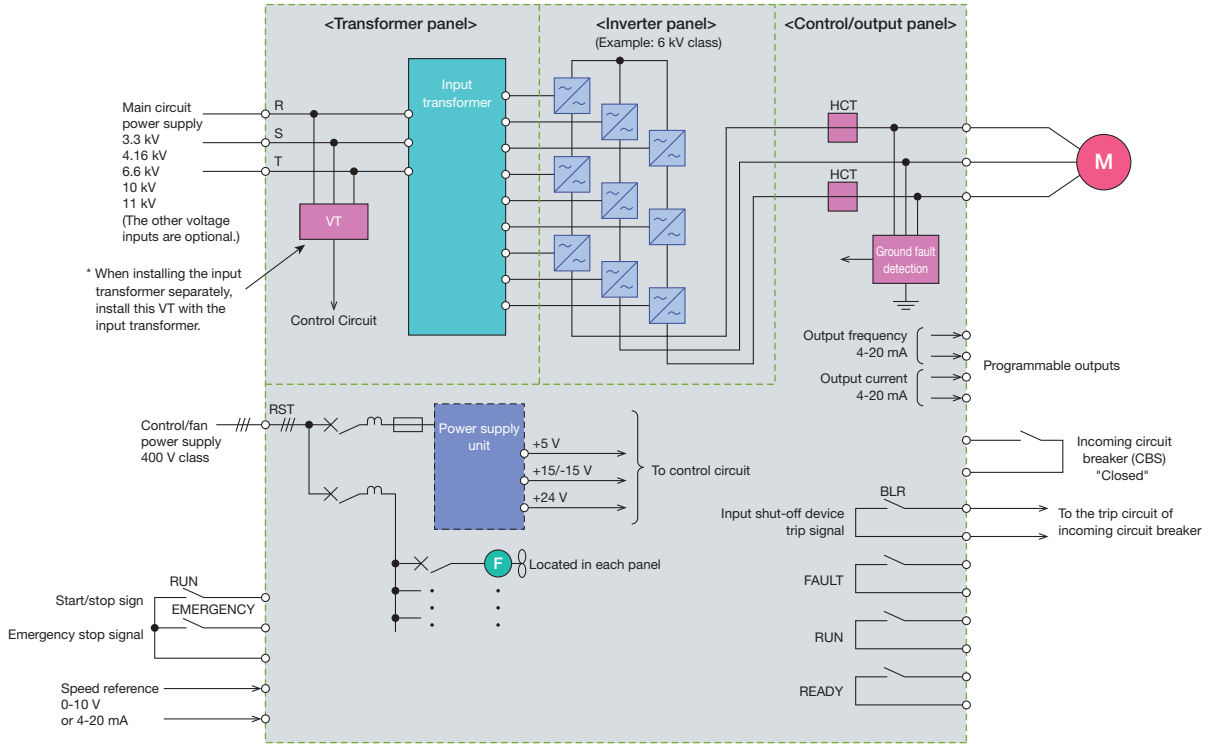 <Transformer panel>
<Inverter panel>
(Example: 6 kV class)
<Control/output panel>
Main circuit
power supply
3.3 kV
4.16 kV
6.6 kV
10 kV
11 kV
(The other voltage
inputs are optional.)
R
S
T
VT
Input
transformer
* When installing the input
transformer separately,
install this VT with the
input transformer.
Control Circuit
HCT
HCT
M
Ground fault
detection
Output frequency
4-20 mA
Output current
4-20 mA
Programmable outputs
Control/fan
power supply
400 V class
RST
Power supply
unit
+5 V
+15/-15 V
+24 V
To control circuit
F
Located in each panel
Incoming circuit
breaker (CBS)
"Closed"
BLR
Input shut-off device
trip signal
To the trip circuit of
incoming circuit breaker
FAULT
RUN
READY
RUN
Start/stop sign
EMERGENCY
Emergency stop signal
Speed reference
0-10 V
or 4-20 mA